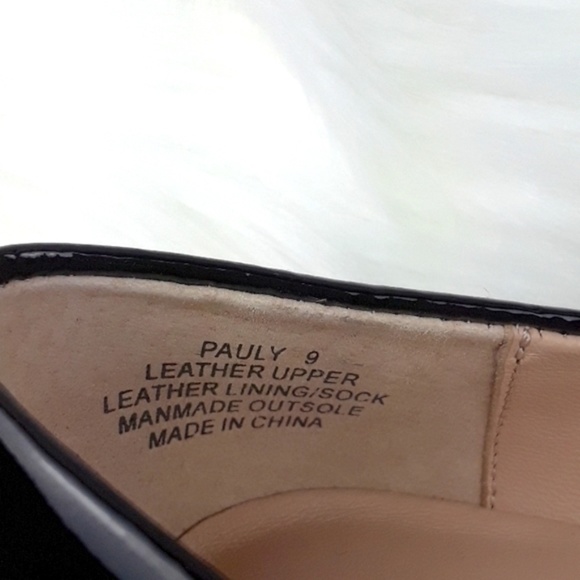 PAULY 9
LEATHER UPPER
LEATHER LINING/SOCK
MANMADE OUTSOLE
MADE IN CHINA